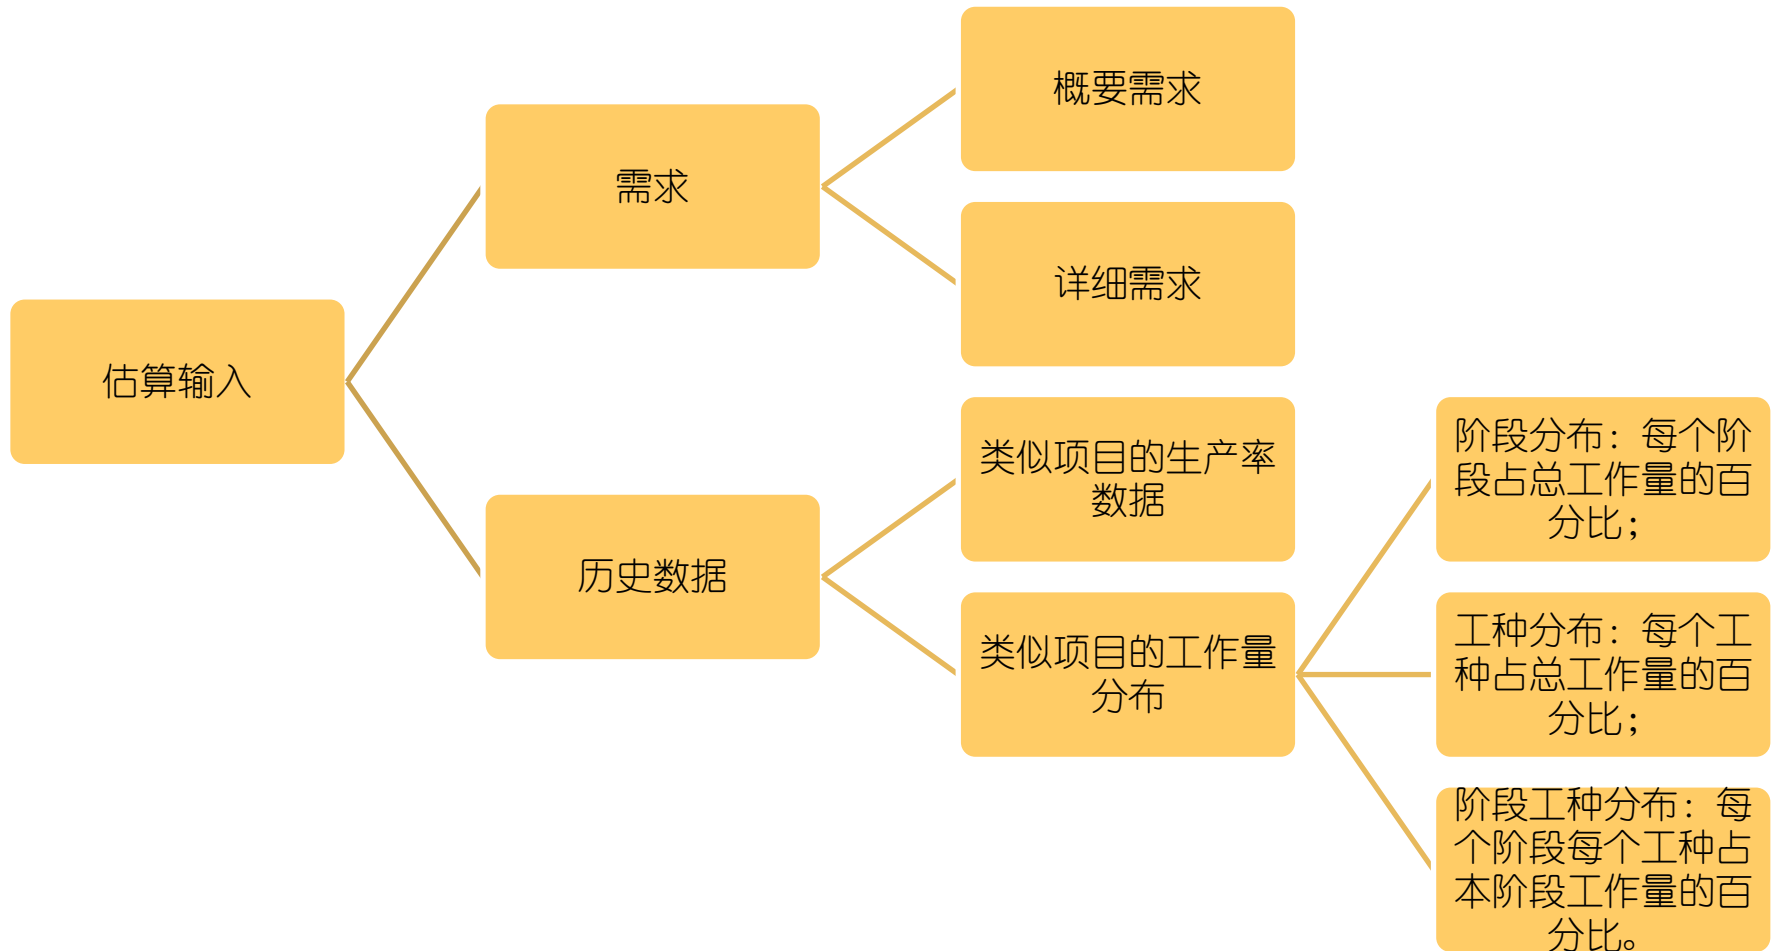 估算输入
需求
概要需求
详细需求
历史数据
类似项目的生产率
数据
类似项目的工作量
分布
阶段分布：每个阶
段占总工作量的百
分比；
工种分布：每个工
种占总工作量的百
分比；
阶段工种分布：每
个阶段每个工种占
本阶段工作量的百
分比。